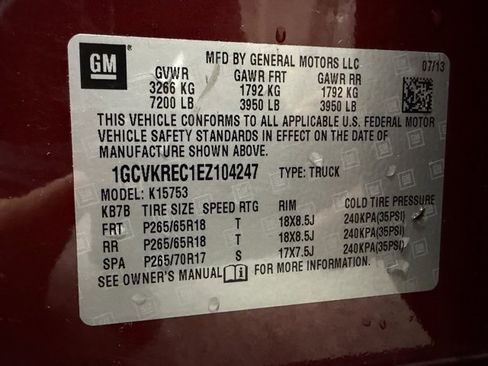 GM
MFD BY GENERAL MOTORS LLC
07/13
GVWR GAWR FRT GAWR RR
3266 KG 1792 KG 1792 KG
7200 LB 3950 LB 3950 LB
THIS VEHICLE CONFORMS TO ALL APPLICABLE U.S. FEDERAL MOTOR
VEHICLE SAFETY STANDARDS IN EFFECT ON THE DATE OF
MANUFACTURE SHOWN ABOVE.
1GCVKREC1EZ104247 TYPE: TRUCK
MODEL: K15753
KB7B TIRE SIZE SPEED RTG RIM COLD TIRE PRESSURE
FRT P265/65R18 T 18X8.5J 240KPA(35PSI)
RR P265/65R18 T 18X8.5J 240KPA(35PSI)
SPA P265/70R17 S 17X7.5J 240KPA(35PSI)
SEE OWNER'S MANUAL i FOR MORE INFORMATION.